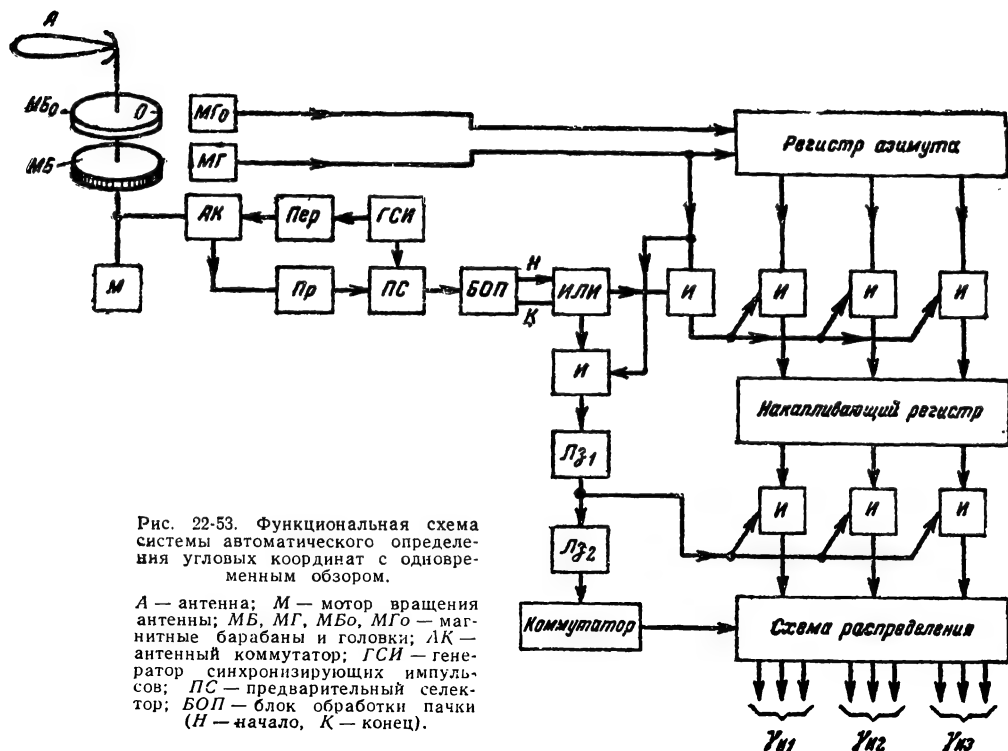 А
МБо
О
МГо
МБ
МГ
Регистр азимута
АК
Пер
ГСИ
М
Пр
ПС
БОП
Н
К
ИЛИ
И
И
И
И
И
Накапливающий регистр
Лз1
И
И
И
Лз2
Коммутатор
Схема распределения
γн1
γн2
γн3
Рис. 22-53. Функциональная схема
системы автоматического определе-
ния угловых координат с одновре-
менным обзором.
А — антенна; М — мотор вращения
антенны; МБ, МГ, МБо, МГо — маг-
нитные барабаны и головки; АК —
антенный коммутатор; ГСИ — гене-
ратор синхронизирующих импуль-
сов; ПС — предварительный селек-
тор; БОП — блок обработки пачки
(Н — начало, К — конец).